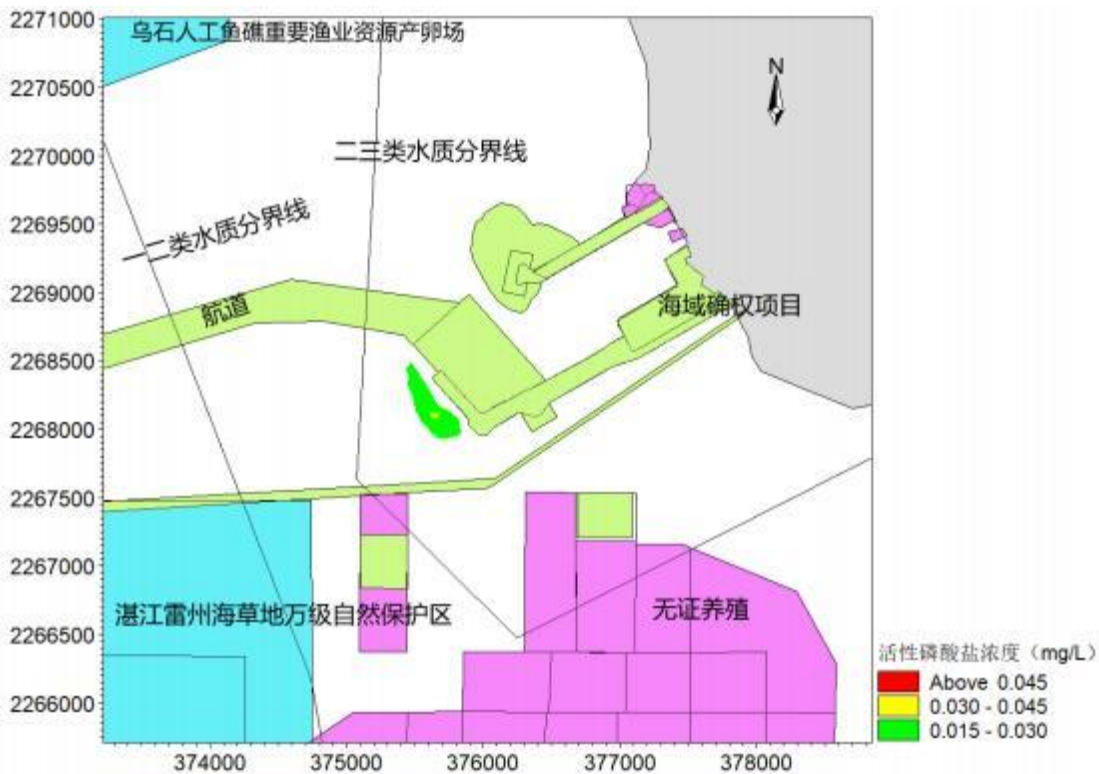 乌石人工鱼礁重要渔业资源产卵场
N
二三类水质分界线
一二类水质分界线
航道
海域确权项目
湛江雷州海草地万级自然保护区
无证养殖
2271000
2270500
2270000
2269500
2269000
2268500
2268000
2267500
2267000
2266500
2266000
374000
375000
376000
377000
378000
活性磷酸盐浓度（mg/L）
Above 0.045
0.030 - 0.045
0.015 - 0.030